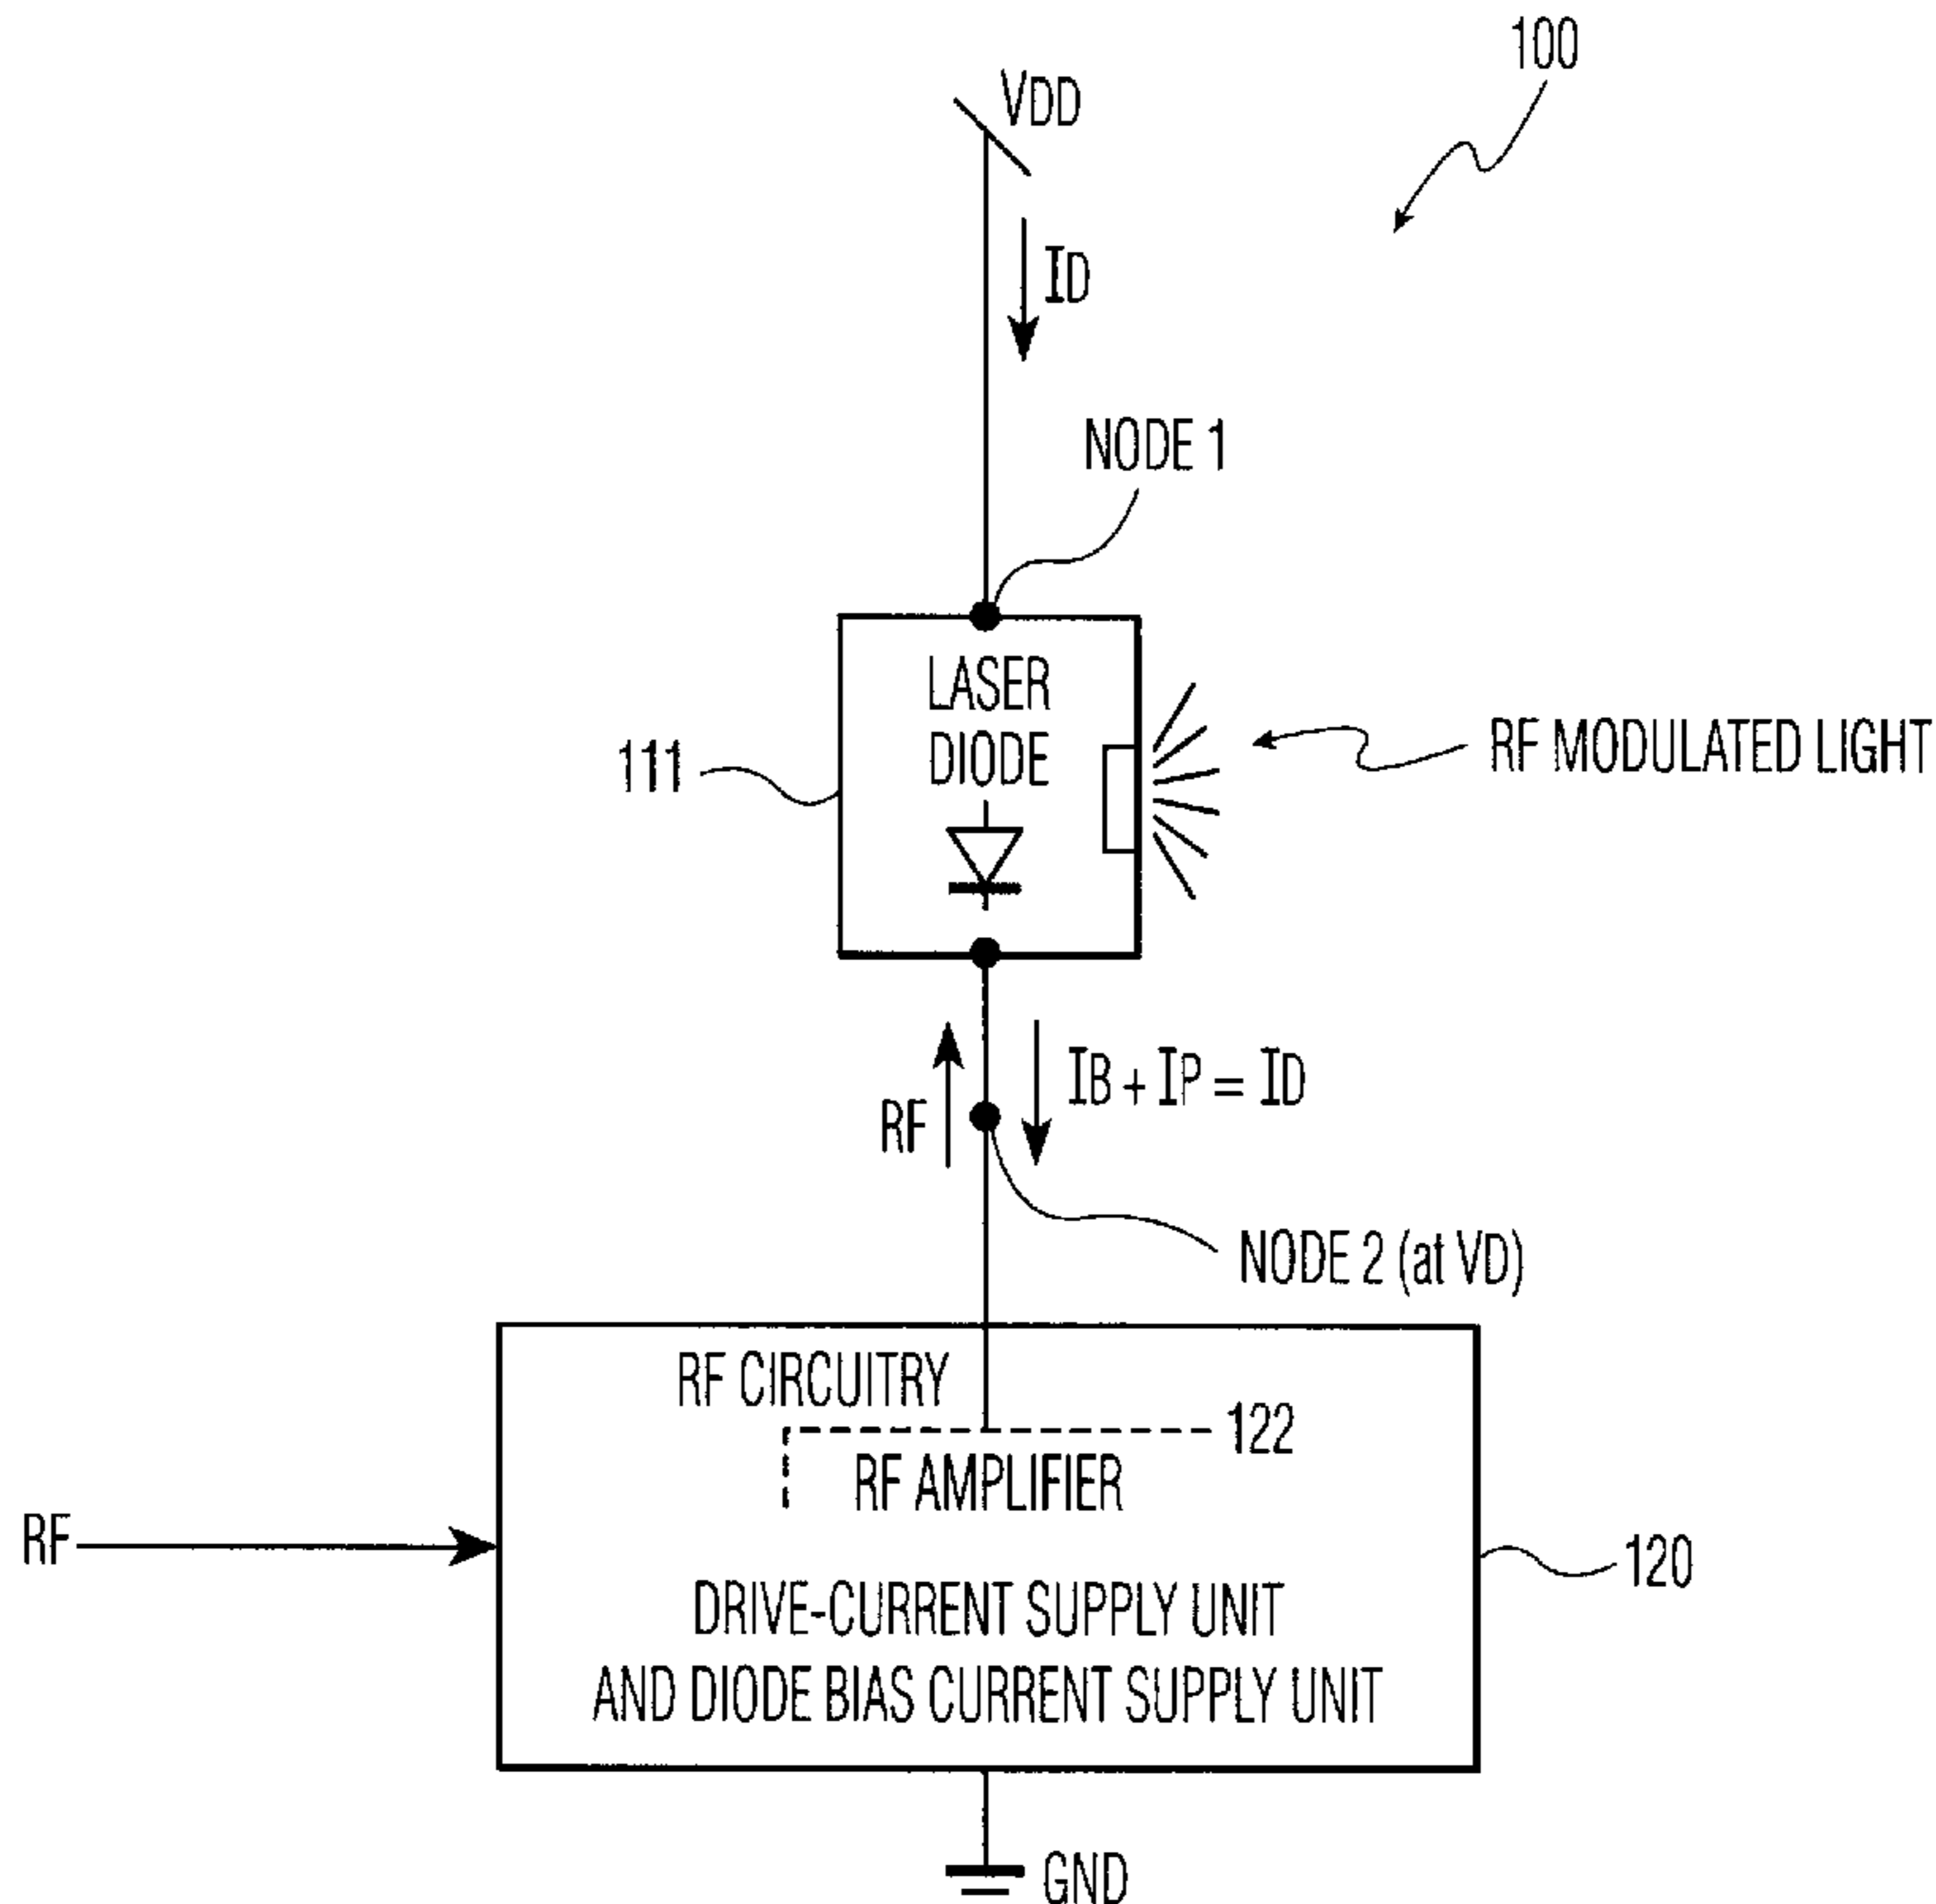 100
VDD
ID
NODE 1
LASER
DIODE
111
RF MODULATED LIGHT
RF
IB + IP = ID
NODE 2 (at VD)
RF CIRCUITRY
122
RF AMPLIFIER
RF
120
DRIVE-CURRENT SUPPLY UNIT
AND DIODE BIAS CURRENT SUPPLY UNIT
GND